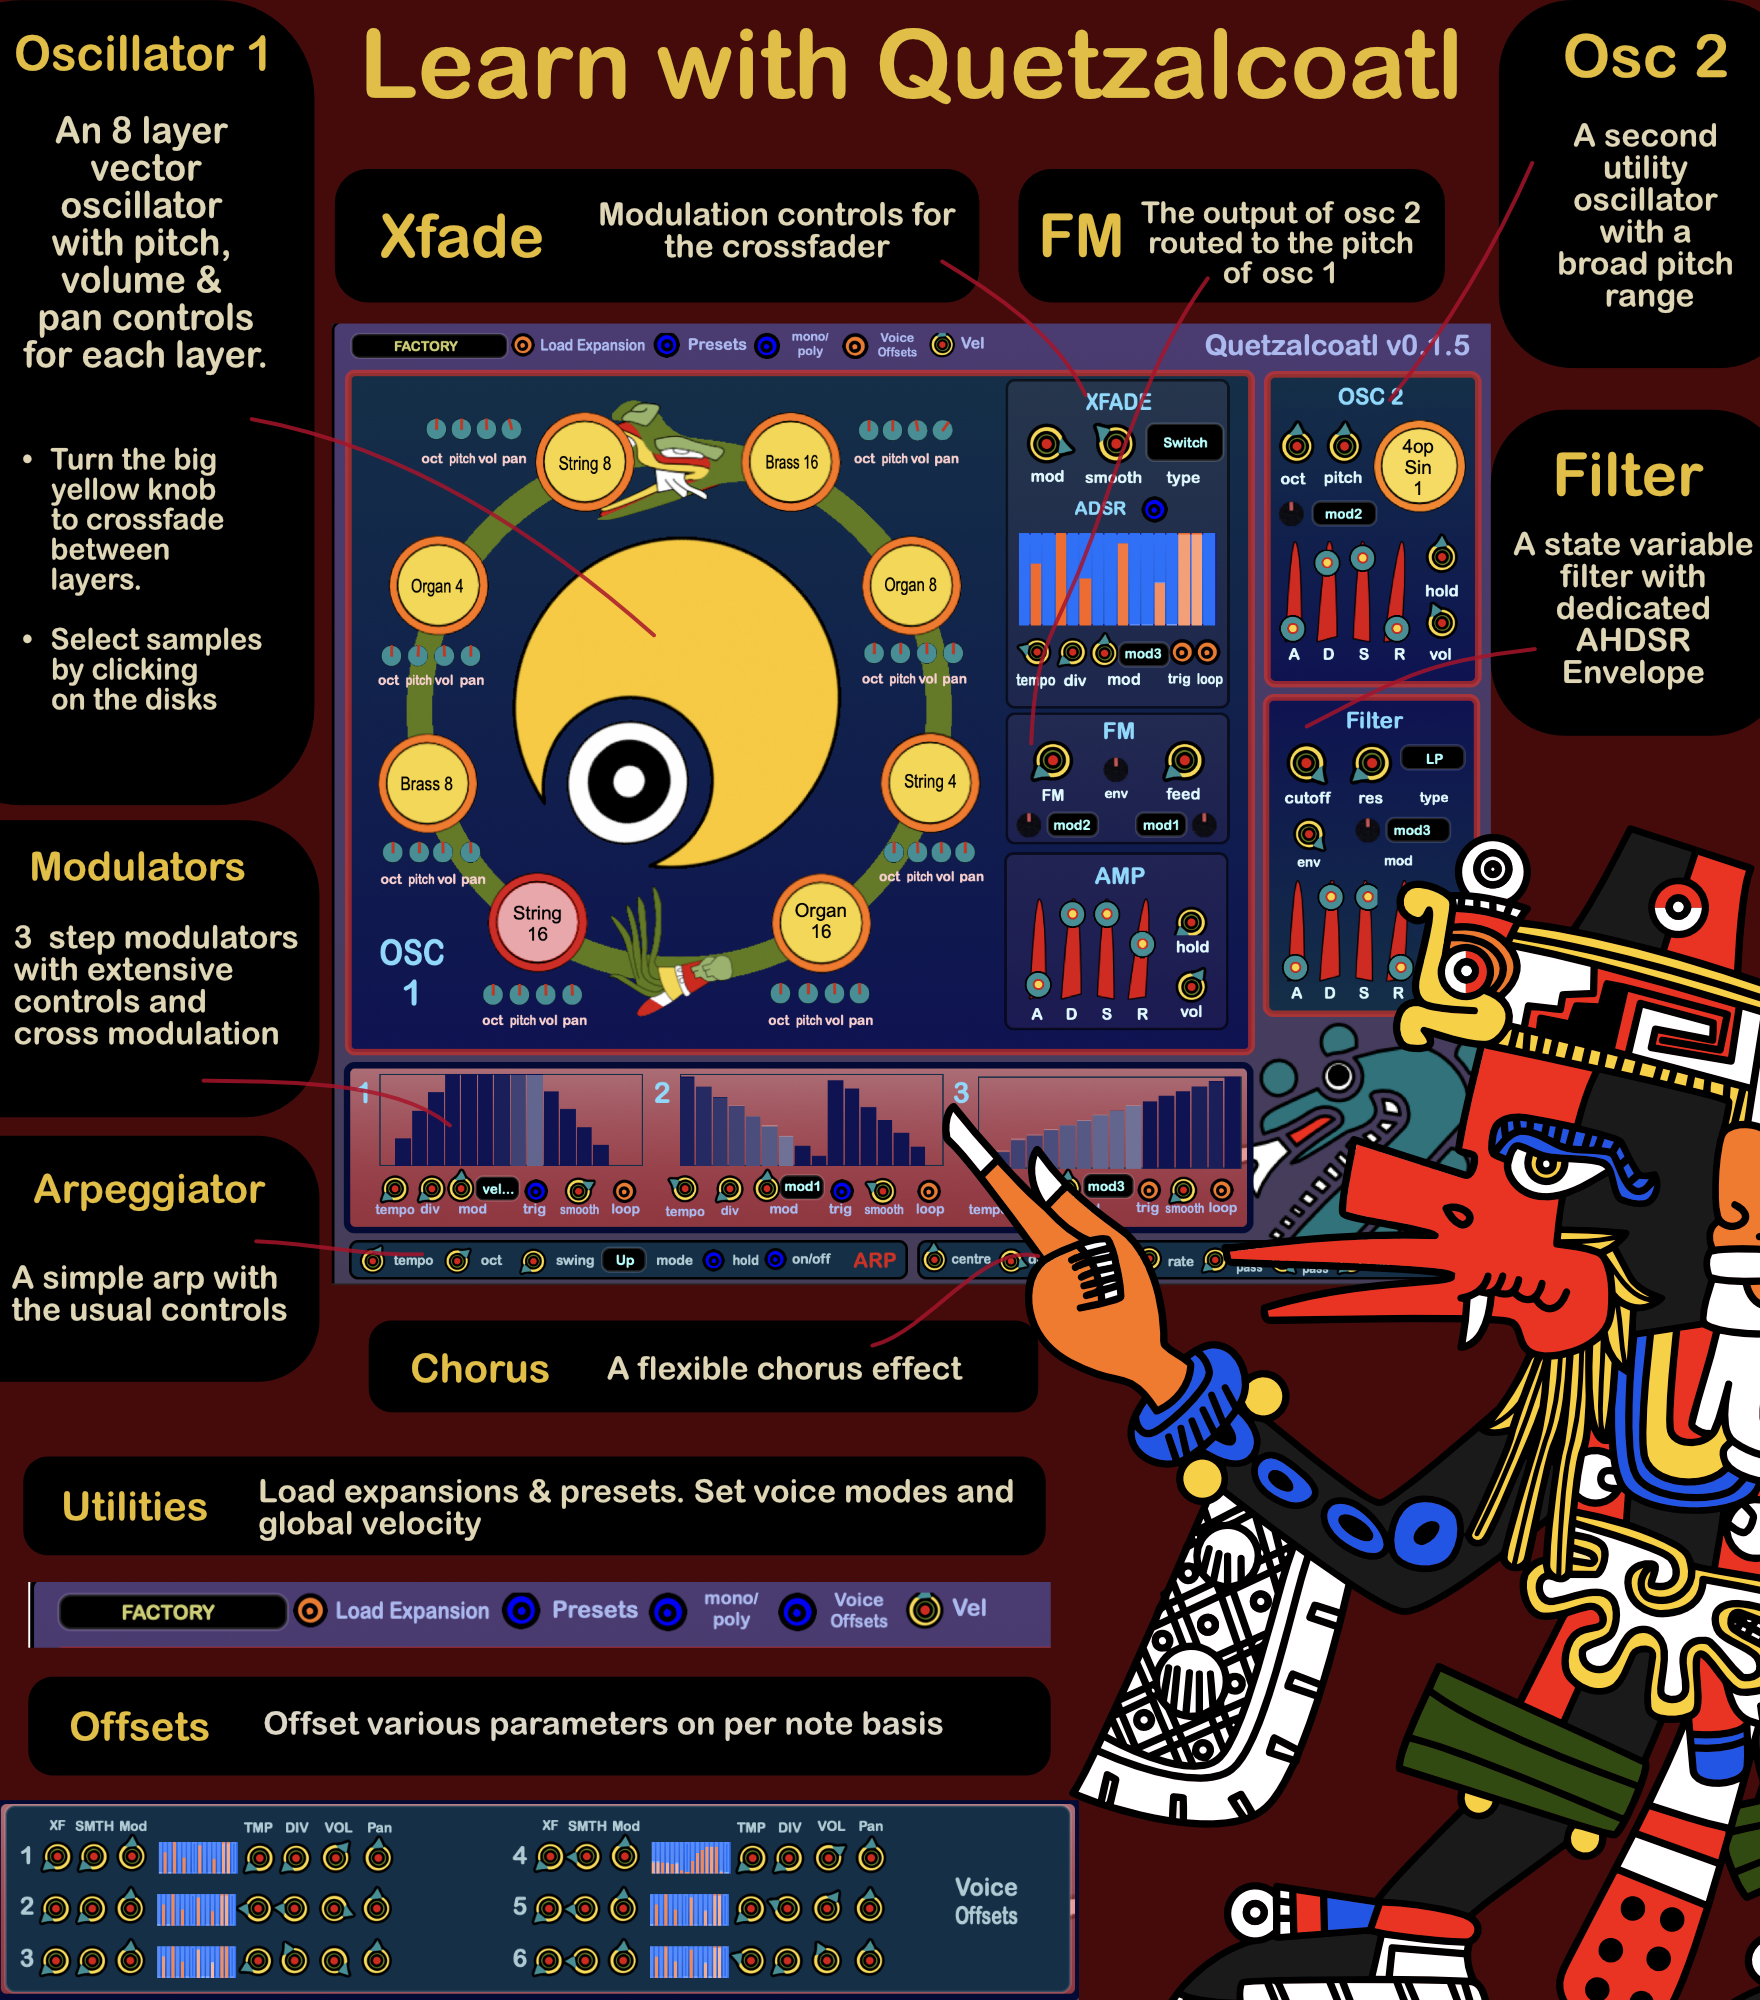 Learn with Quetzalcoatl
Oscillator 1
An 8 layer
vector
oscillator
with pitch,
volume &
pan controls
for each layer.
• Turn the big
yellow knob
to crossfade
between
layers.
• Select samples
by clicking
on the disks
Xfade
Modulation controls for
the crossfader
FM
The output of osc 2
routed to the pitch
of osc 1
Osc 2
A second
utility
oscillator
with a
broad pitch
range
Filter
A state variable
filter with
dedicated
AHDSR
Envelope
FACTORY
Load Expansion
Presets
mono/
poly
Voice
Offsets
Vel
Quetzalcoatl v0.1.5
oct pitch vol pan
String 8
Brass 16
oct pitch vol pan
Organ 4
Organ 8
oct pitch vol pan
oct pitch vol pan
Brass 8
String 4
oct pitch vol pan
oct pitch vol pan
String
16
Organ
16
OSC
1
oct pitch vol pan
oct pitch vol pan
XFADE
Switch
mod smooth type
ADSR
mod3
tempo div mod trig loop
FM
FM env feed
mod2 mod1
AMP
hold
A D S R vol
OSC 2
4op
Sin
1
oct pitch
mod2
hold
A D S R vol
Filter
LP
cutoff res type
mod3
env mod
A D S R
Modulators
3 step modulators
with extensive
controls and
cross modulation
1
vel...
tempo div mod trig smooth loop
2
mod1
tempo div mod trig smooth loop
3
mod3
trig smooth loop
Arpeggiator
A simple arp with
the usual controls
tempo oct swing Up mode hold on/off ARP
centre rate pass pass
Chorus
A flexible chorus effect
Utilities
Load expansions & presets. Set voice modes and
global velocity
FACTORY
Load Expansion
Presets
mono/
poly
Voice
Offsets
Vel
Offsets
Offset various parameters on per note basis
XF SMTH Mod TMP DIV VOL Pan
XF SMTH Mod TMP DIV VOL Pan
1
4
2
5
3
6
Voice
Offsets